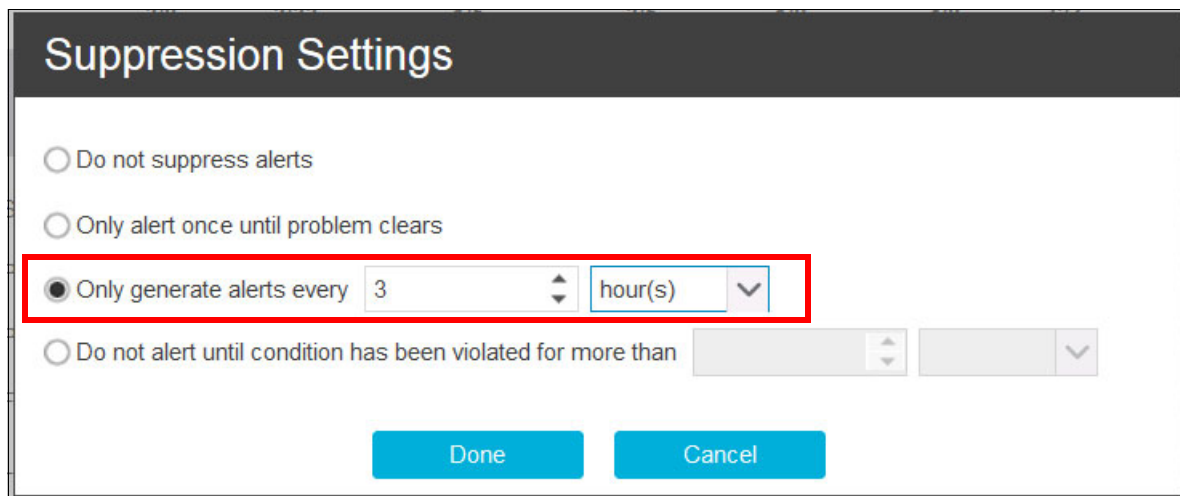 Suppression Settings
Do not suppress alerts
Only alert once until problem clears
Only generate alerts every 3 hour(s)
Do not alert until condition has been violated for more than
Done Cancel